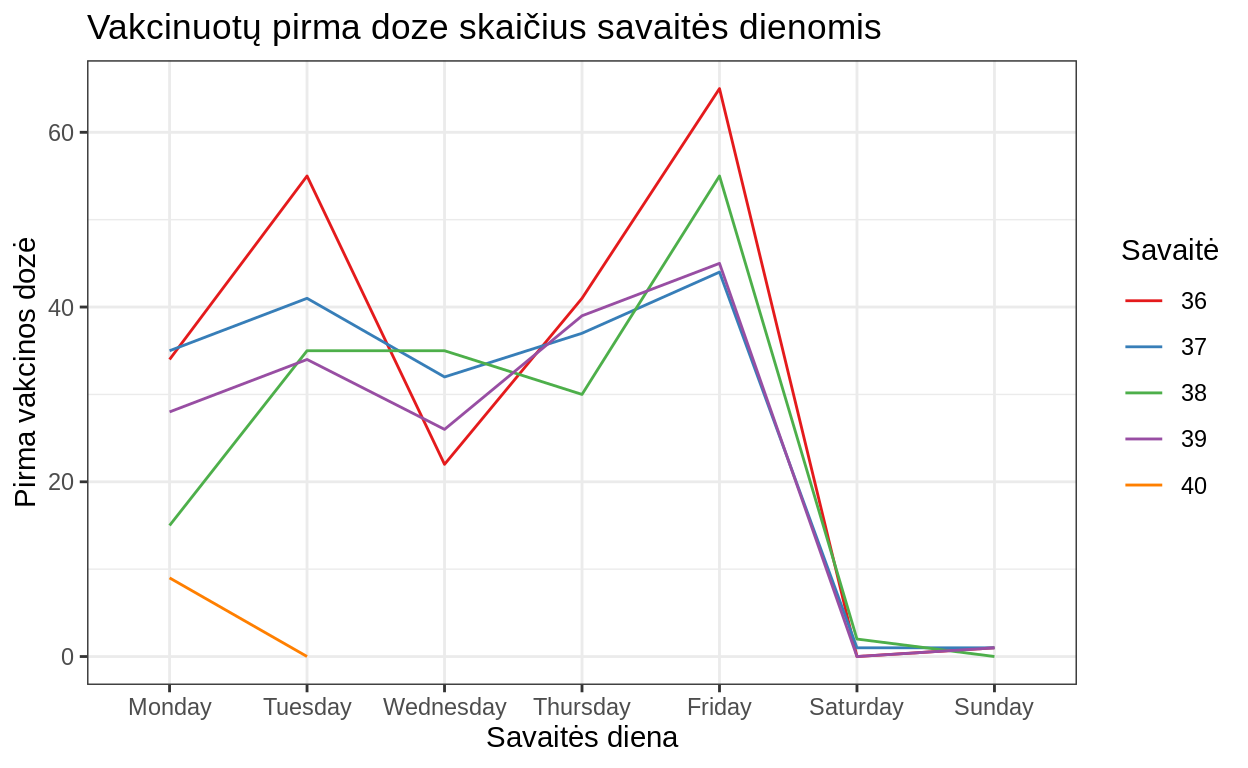 Vakcinuotų pirma doze skaičius savaitės dienomis
Pirma vakcinos dozė
60
40
20
0
Monday Tuesday Wednesday Thursday Friday Saturday Sunday
Savaitės diena
Savaitė
36
37
38
39
40